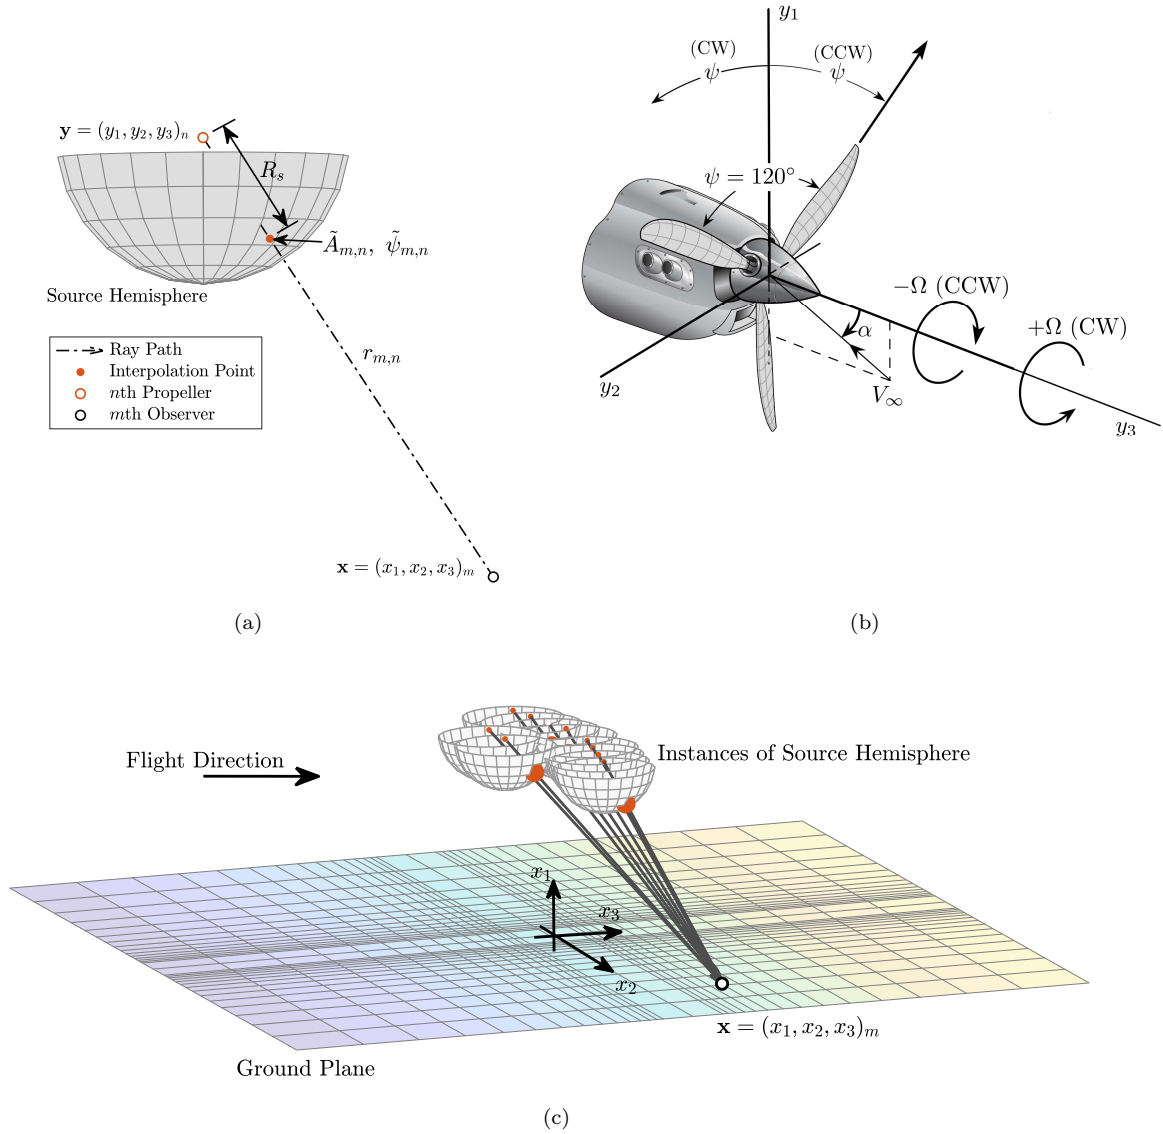 y = (y₁, y₂, y₃)ₙ
Rₛ
Ã_{m,n}, ψ̃_{m,n}
Source Hemisphere
Ray Path
Interpolation Point
nth Propeller
mth Observer
r_{m,n}
x = (x₁, x₂, x₃)ₘ
(a)
y₁
(CW)
ψ
(CCW)
ψ
ψ = 120°
−Ω (CCW)
+Ω (CW)
α
V∞
y₂
y₃
(b)
Flight Direction
Instances of Source Hemisphere
x₁
x₃
x₂
x = (x₁, x₂, x₃)ₘ
Ground Plane
(c)